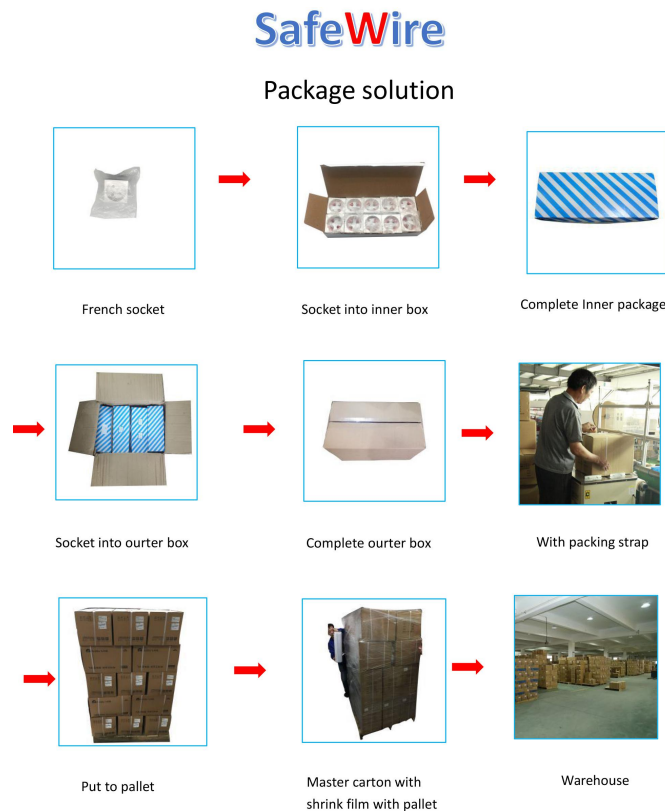 SafeWire
Package solution
French socket
Socket into inner box
Complete Inner package
Socket into ourter box
Complete ourter box
With packing strap
Put to pallet
Master carton with
shrink film with pallet
Warehouse